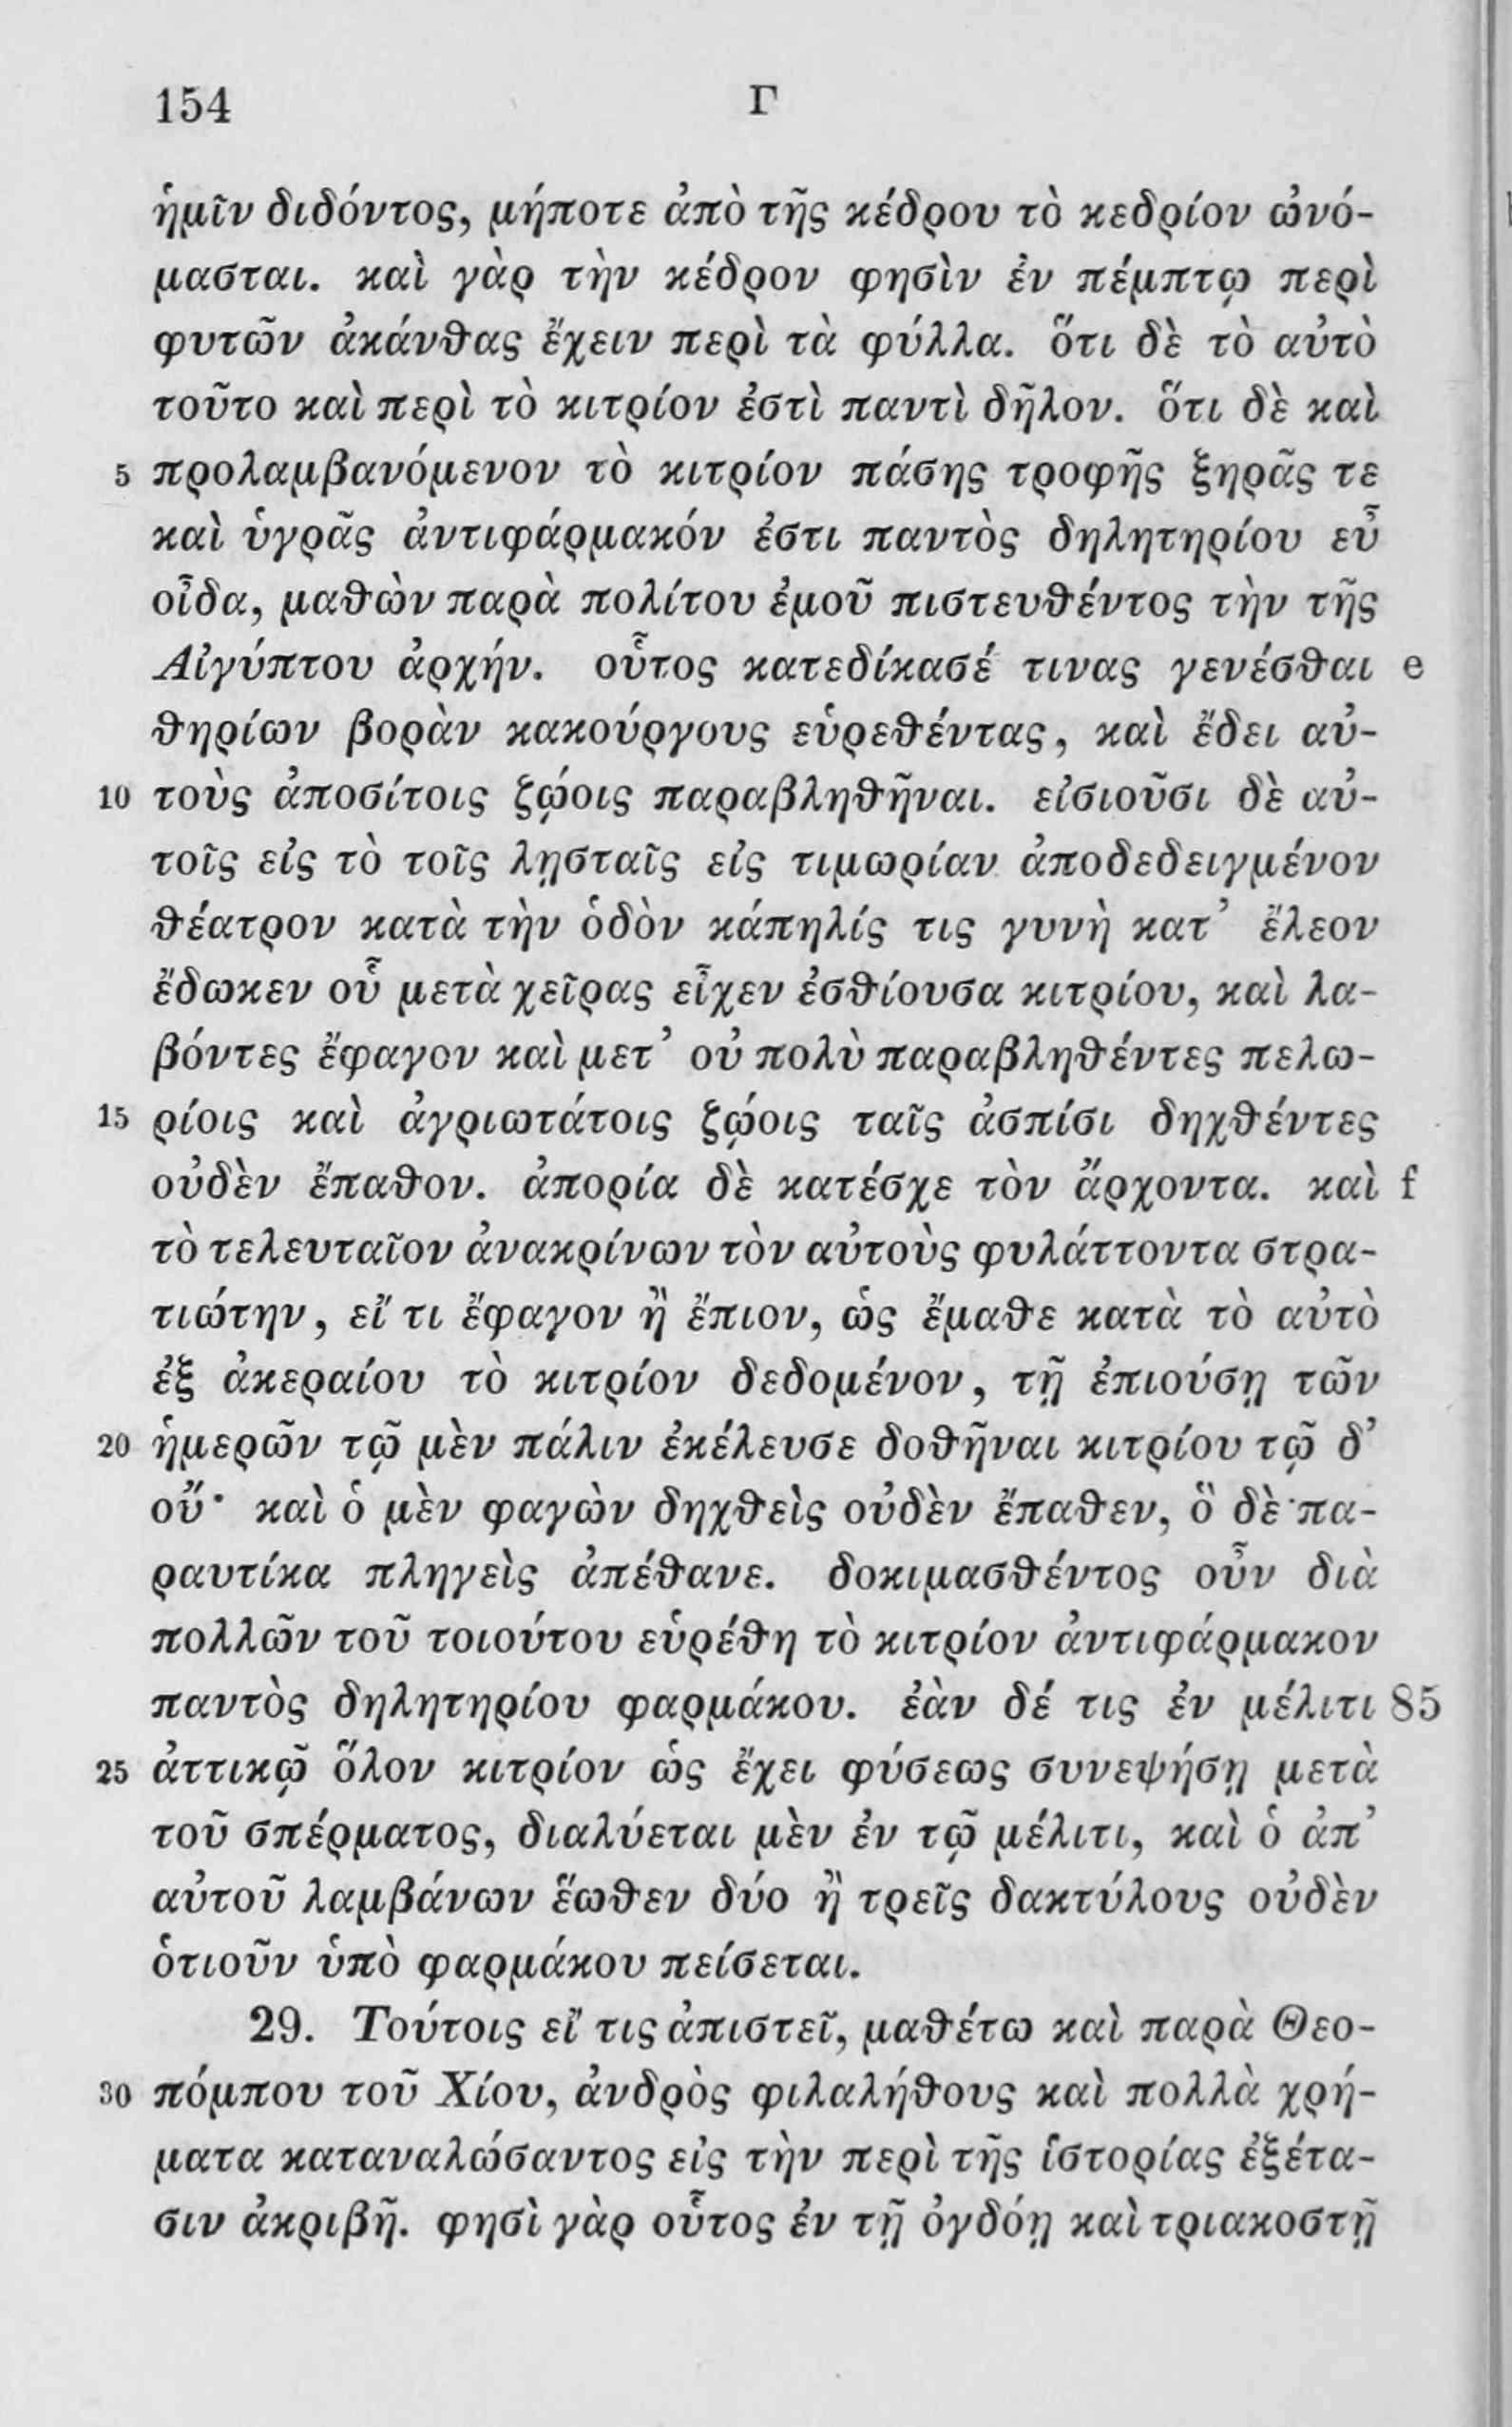 154 Γ
ἡμῖν διδόντος, μήποτε ἀπὸ τῆς κέδρου τὸ κεδρίον ὠνό-
μασται. καὶ γὰρ τὴν κέδρον φησὶν ἐν πέμπτῳ περὶ
φυτῶν ἀκάνθας ἔχειν περὶ τὰ φύλλα. ὅτι δὲ τὸ αὐτὸ
τοῦτο καὶ περὶ τὸ κιτρίον ἐστὶ παντὶ δῆλον. ὅτι δὲ καὶ
5 προλαμβανόμενον τὸ κιτρίον πάσης τροφῆς ξηρᾶς τε
καὶ ὑγρᾶς ἀντιφάρμακόν ἐστι παντὸς δηλητηρίου εὖ
οἶδα, μαθὼν παρὰ πολίτου ἐμοῦ πιστευθέντος τὴν τῆς
Αἰγύπτου ἀρχήν. οὗτος κατεδίκασέ τινας γενέσθαι e
θηρίων βορὰν κακούργους εὑρεθέντας, καὶ ἔδει αὐ-
10 τοὺς ἀποσίτοις ζῴοις παραβληθῆναι. εἰσιοῦσι δὲ αὐ-
τοῖς εἰς τὸ τοῖς λῃσταῖς εἰς τιμωρίαν ἀποδεδειγμένον
θέατρον κατὰ τὴν ὁδὸν κάπηλίς τις γυνὴ κατ’ ἔλεον
ἔδωκεν οὗ μετὰ χεῖρας εἶχεν ἐσθίουσα κιτρίου, καὶ λα-
βόντες ἔφαγον καὶ μετ’ οὐ πολὺ παραβληθέντες πελω-
15 ρίοις καὶ ἀγριωτάτοις ζῴοις ταῖς ἀσπίσι δηχθέντες
οὐδὲν ἔπαθον. ἀπορία δὲ κατέσχε τὸν ἄρχοντα. καὶ f
τὸ τελευταῖον ἀνακρίνων τὸν αὐτοὺς φυλάττοντα στρα-
τιώτην, εἴ τι ἔφαγον ἢ ἔπιον, ὡς ἔμαθε κατὰ τὸ αὐτὸ
ἐξ ἀκεραίου τὸ κιτρίον δεδομένον, τῇ ἐπιούσῃ τῶν
20 ἡμερῶν τῷ μὲν πάλιν ἐκέλευσε δοθῆναι κιτρίου τῷ δ’
οὔ· καὶ ὁ μὲν φαγὼν δηχθεὶς οὐδὲν ἔπαθεν, ὃ δὲ πα-
ραυτίκα πληγεὶς ἀπέθανε. δοκιμασθέντος οὖν διὰ
πολλῶν τοῦ τοιούτου εὑρέθη τὸ κιτρίον ἀντιφάρμακον
παντὸς δηλητηρίου φαρμάκου. ἐὰν δέ τις ἐν μέλιτι 85
25 ἀττικῷ ὅλον κιτρίον ὡς ἔχει φύσεως συνεψήσῃ μετὰ
τοῦ σπέρματος, διαλύεται μὲν ἐν τῷ μέλιτι, καὶ ὁ ἀπ’
αὐτοῦ λαμβάνων ἕωθεν δύο ἢ τρεῖς δακτύλους οὐδὲν
ὁτιοῦν ὑπὸ φαρμάκου πείσεται.
29. Τούτοις εἴ τις ἀπιστεῖ, μαθέτω καὶ παρὰ Θεο-
30 πόμπου τοῦ Χίου, ἀνδρὸς φιλαλήθους καὶ πολλὰ χρή-
ματα καταναλώσαντος εἰς τὴν περὶ τῆς ἱστορίας ἐξέτα-
σιν ἀκριβῆ. φησὶ γὰρ οὗτος ἐν τῇ ὀγδόῃ καὶ τριακοστῇ